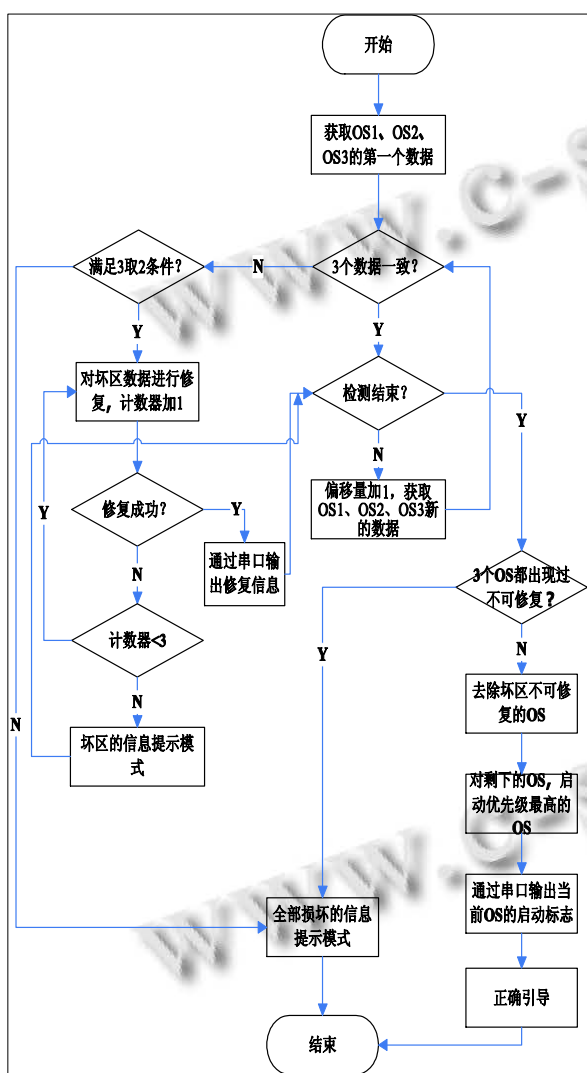 开始
获取OS1、OS2、
OS3的第一个数据
满足3取2条件？
N
3个数据一致？
Y
Y
对坏区数据进行修
复，计数器加1
检测结束？
Y
N
偏移量加1，获取
OS1、OS2、OS3新
的数据
修复成功？
Y
Y
通过串口输
出修复信息
N
3个OS都出现过
不可修复？
计数器<3
Y
N
N
去除坏区不可修
复的OS
N
坏区的信息提示模
式
对剩下的OS，启
动优先级最高的
OS
通过串口输出当
前OS的启动标志
全部损坏的信息
提示模式
正确引导
结束
www.c-s
www.c-s